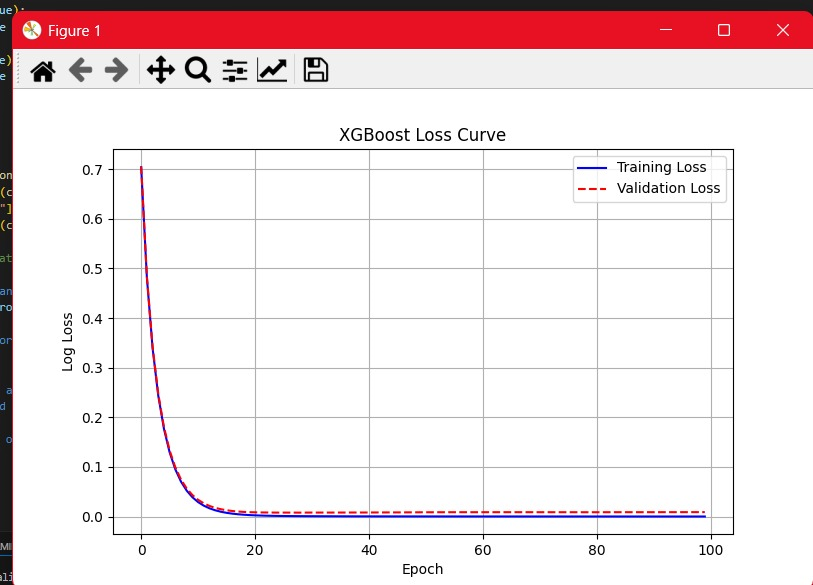 Figure 1
XGBoost Loss Curve
Training Loss
Validation Loss
0.7
0.6
0.5
0.4
0.3
0.2
0.1
0.0
Log Loss
0 20 40 60 80 100
Epoch